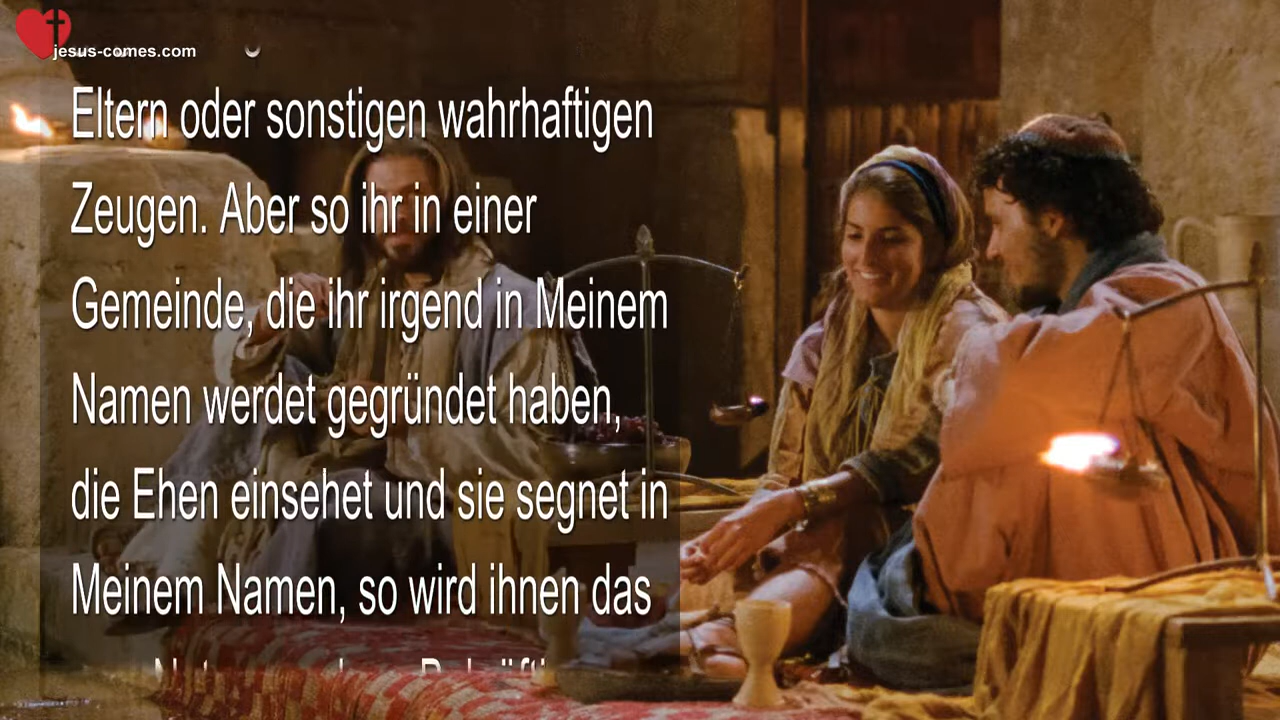 jesus-comes.com
Eltern oder sonstigen wahrhaftigen
Zeugen. Aber so ihr in einer
Gemeinde, die ihr irgend in Meinem
Namen werdet gegründet haben,
die Ehen einsehet und sie segnet in
Meinem Namen, so wird ihnen das